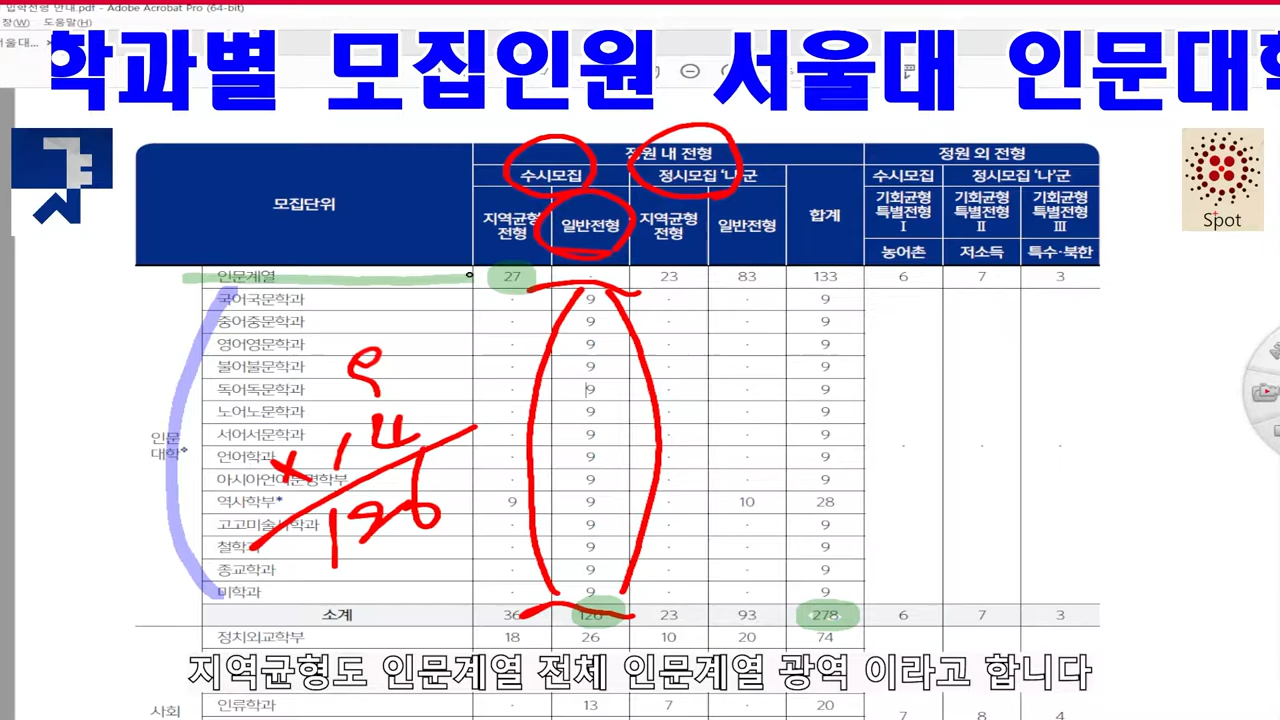 입학전형 안내.pdf - Adobe Acrobat Pro (64-bit)
창(W) 도움말(H)
서울대...
학과별 모집인원 서울대 인문대학
Spot
모집단위 정원 내 전형 정원 외 전형
수시모집 정시모집 '나'군 합계 수시모집 정시모집 '나'군
지역균형 전형 일반전형 지역균형 전형 일반전형 기회균형 특별전형 I 기회균형 특별전형 II 기회균형 특별전형 III
농어촌 저소득 특수·북한
인문대학
인문계열 27 · 23 83 133 6 7 3
국어국문학과 · 9 · · 9
중어중문학과 · 9 · · 9
영어영문학과 · 9 · · 9
불어불문학과 · 9 · · 9
독어독문학과 · 9 · · 9
노어노문학과 · 9 · · 9
서어서문학과 · 9 · · 9
언어학과 · 9 · · 9
아시아언어문명학부 · 9 · · 9
역사학부* 9 9 · 10 28
고고미술사학과 · 9 · · 9
철학과 · 9 · · 9
종교학과 · 9 · · 9
미학과 · 9 · · 9
소계 36 126 23 93 278 6 7 3
9
× 14
126
정치외교학부 18 26 10 20 74
지역균형도 인문계열 전체 인문계열 광역 이라고 합니다
사회
인류학과 · 13 7 · 20
7 8 4